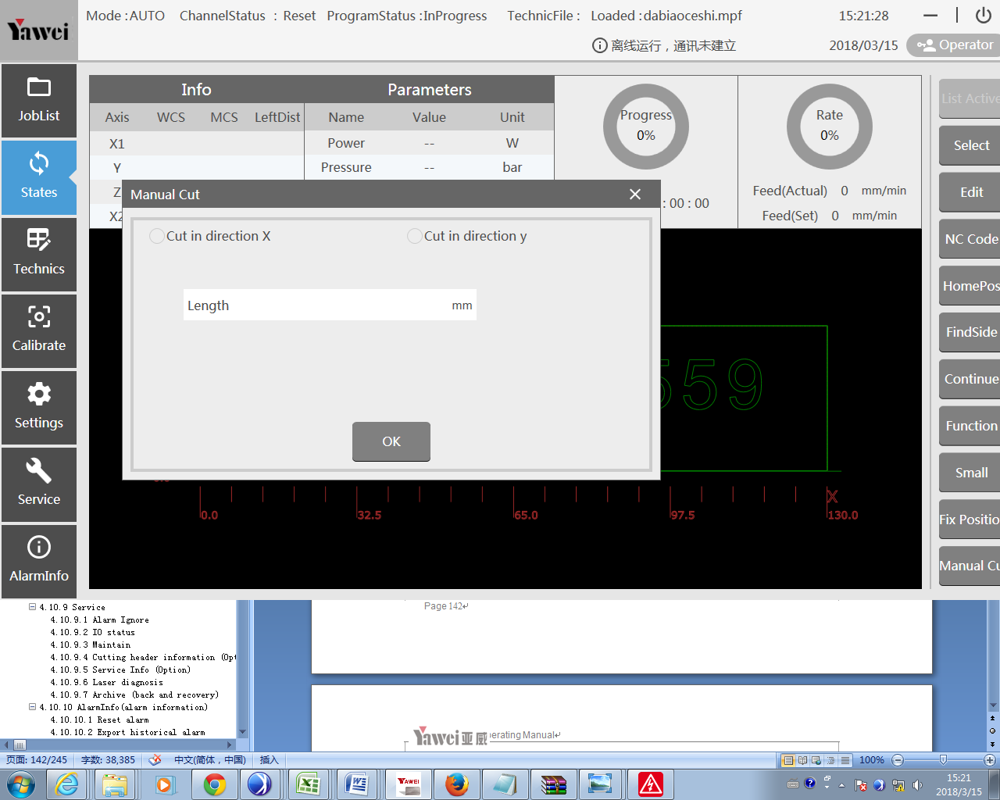 Yawei
Mode :AUTO ChannelStatus : Reset ProgramStatus :InProgress TechnicFile : Loaded :dabiaoceshi.mpf 15:21:28
离线运行，通讯未建立 2018/03/15 Operator
JobList
States
Technics
Calibrate
Settings
Service
AlarmInfo
Info
Axis WCS MCS LeftDist
X1
Y
Z
X2
Parameters
Name Value Unit
Power -- W
Pressure -- bar
Progress
0%
: 00 : 00
Rate
0%
Feed(Actual) 0 mm/min
Feed(Set) 0 mm/min
Manual Cut
Cut in direction X Cut in direction y
Length mm
OK
559
X
0.0 32.5 65.0 97.5 130.0
List Active
Select
Edit
NC Code
HomePos
FindSide
Continue
Function
Small
Fix Positio
Manual Cu
4.10.9 Service
4.10.9.1 Alarm Ignore
4.10.9.2 IO status
4.10.9.3 Maintain
4.10.9.4 Cutting header information (Opt
4.10.9.5 Service Info (Option)
4.10.9.6 Laser diagnosis
4.10.9.7 Archive (back and recovery)
4.10.10 AlarmInfo(alarm information)
4.10.10.1 Reset alarm
4.10.10.2 Export historical alarm
Page 142
Yawei亚威 erating Manual
页面: 142/245 字数: 38,385 中文(简体，中国) 插入 100%
YAWEI
15:21
2018/3/15